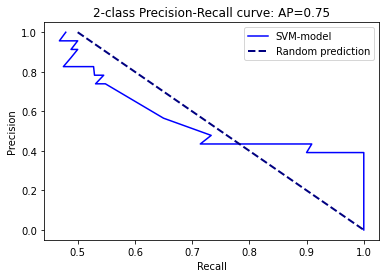 2-class Precision-Recall curve: AP=0.75
SVM-model
Random prediction
Precision
1.0
0.8
0.6
0.4
0.2
0.0
0.5
0.6
0.7
0.8
0.9
1.0
Recall